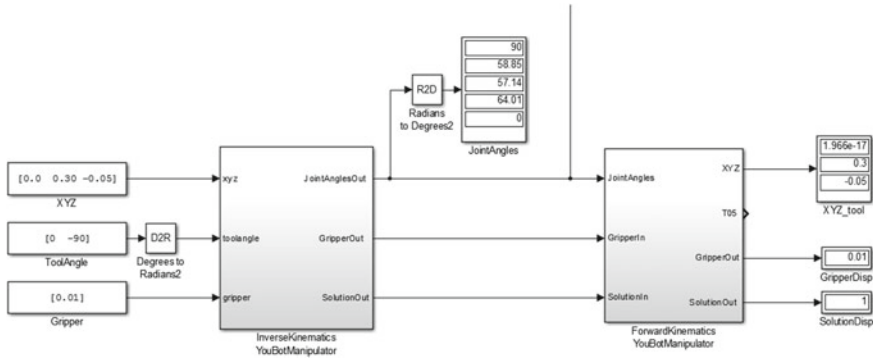 [0.0 0.30 -0.05]
XYZ
[0 -90]
ToolAngle
D2R
Degrees to
Radians2
[0.01]
Gripper
xyz
toolangle
gripper
JointAnglesOut
GripperOut
SolutionOut
InverseKinematics
YouBotManipulator
R2D
Radians
to Degrees2
90
58.85
57.14
64.01
0
JointAngles
JointAngles
GripperIn
SolutionIn
XYZ
T05
GripperOut
SolutionOut
ForwardKinematics
YouBotManipulator
1.966e-17
0.3
-0.05
XYZ_tool
0.01
GripperDisp
1
SolutionDisp